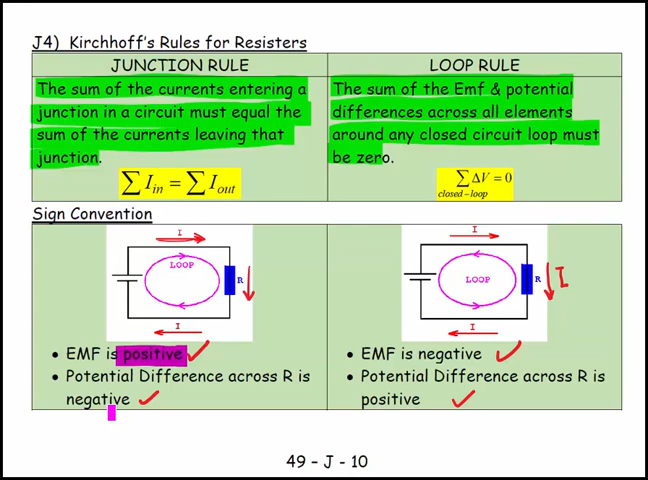 J4) Kirchhoff's Rules for Resisters
JUNCTION RULE
The sum of the currents entering a
junction in a circuit must equal the
sum of the currents leaving that
junction.
∑ I_in = ∑ I_out
LOOP RULE
The sum of the Emf & potential
differences across all elements
around any closed circuit loop must
be zero.
∑ ΔV = 0
closed-loop
Sign Convention
I
LOOP
R
I
• EMF is positive
• Potential Difference across R is
negative
I
LOOP
R
I
I
• EMF is negative
• Potential Difference across R is
positive
49 – J - 10